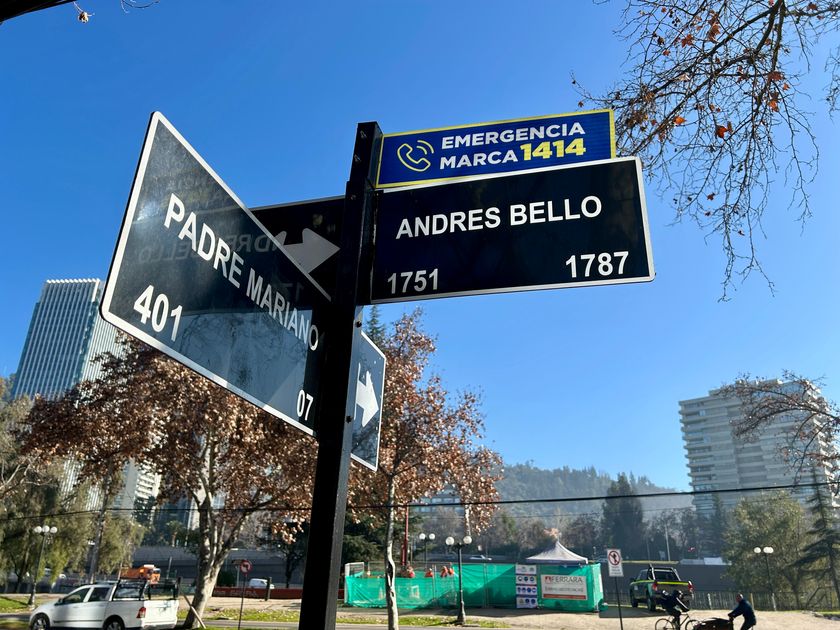 EMERGENCIA
MARCA 1414
ANDRES BELLO
1751 1787
PADRE MARIANO
401
07
FERRARA